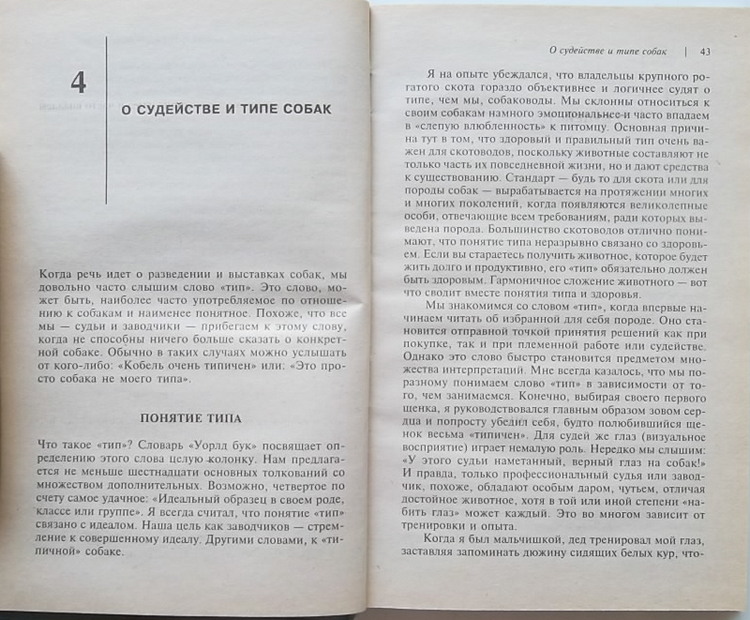 4
О СУДЕЙСТВЕ И ТИПЕ СОБАК
Когда речь идет о разведении и выставках собак, мы
довольно часто слышим слово «тип». Это слово, мо-
жет быть, наиболее часто употребляемое по отноше-
нию к собакам и наименее понятное. Похоже, что все
мы — судьи и заводчики — прибегаем к этому слову,
когда не способны ничего больше сказать о конкрет-
ной собаке. Обычно в таких случаях можно услышать
от кого-либо: «Кобель очень типичен» или: «Это про-
сто собака не моего типа».
ПОНЯТИЕ ТИПА
Что такое «тип»? Словарь «Уорлд бук» посвящает оп-
ределению этого слова целую колонку. Нам предлага-
ется не меньше шестнадцати основных толкований со
множеством дополнительных. Возможно, четвертое по
счету самое удачное: «Идеальный образец в своем роде,
классе или группе». Я всегда считал, что понятие «тип»
связано с идеалом. Наша цель как заводчиков — стрем-
ление к совершенному идеалу. Другими словами, к «ти-
пичной» собаке.
О судействе и типе собак | 43
Я на опыте убеждался, что владельцы крупного ро-
гатого скота гораздо объективнее и логичнее судят о
типе, чем мы, собаководы. Мы склонны относиться к
своим собакам намного эмоциональнее и часто впадаем
в «слепую влюбленность» к питомцу. Основная причи-
на тут в том, что здоровый и правильный тип очень ва-
жен для скотоводов, поскольку животные составляют не
только часть их повседневной жизни, но и дают средства
к существованию. Стандарт — будь то для скота или для
породы собак — вырабатывается на протяжении многих
и многих поколений, когда появляются великолепные
особи, отвечающие всем требованиям, ради которых вы-
ведена порода. Большинство скотоводов отлично пони-
мают, что понятие типа неразрывно связано со здоровь-
ем. Если вы стараетесь получить животное, которое будет
жить долго и продуктивно, его «тип» обязательно должен
быть здоровым. Гармоничное сложение животного — вот
что сводит вместе понятия типа и здоровья.
Мы знакомимся со словом «тип», когда впервые на-
чинаем читать об избранной для себя породе. Оно ста-
новится отправной точкой принятия решений как при
покупке, так и при племенной работе или судействе.
Однако это слово быстро становится предметом мно-
жества интерпретаций. Мне всегда казалось, что мы по-
разному понимаем слово «тип» в зависимости от то-
го, чем занимаемся. Конечно, выбирая своего первого
щенка, я руководствовался главным образом зовом сер-
дца и попросту убедил себя, будто полюбившийся ще-
нок весьма «типичен». Для судей же глаз (визуальное
восприятие) играет немалую роль. Нередко мы слышим:
«У этого судьи наметанный, верный глаз на собак!»
И правда, только профессиональный судья или завод-
чик, похоже, обладают особым даром, чутьем, отличая
достойное животное, хотя в той или иной степени «на-
бить глаз» может каждый. Это во многом зависит от
тренировки и опыта.
Когда я был мальчишкой, дед тренировал мой глаз,
заставляя запоминать дюжину сидящих белых кур, что-